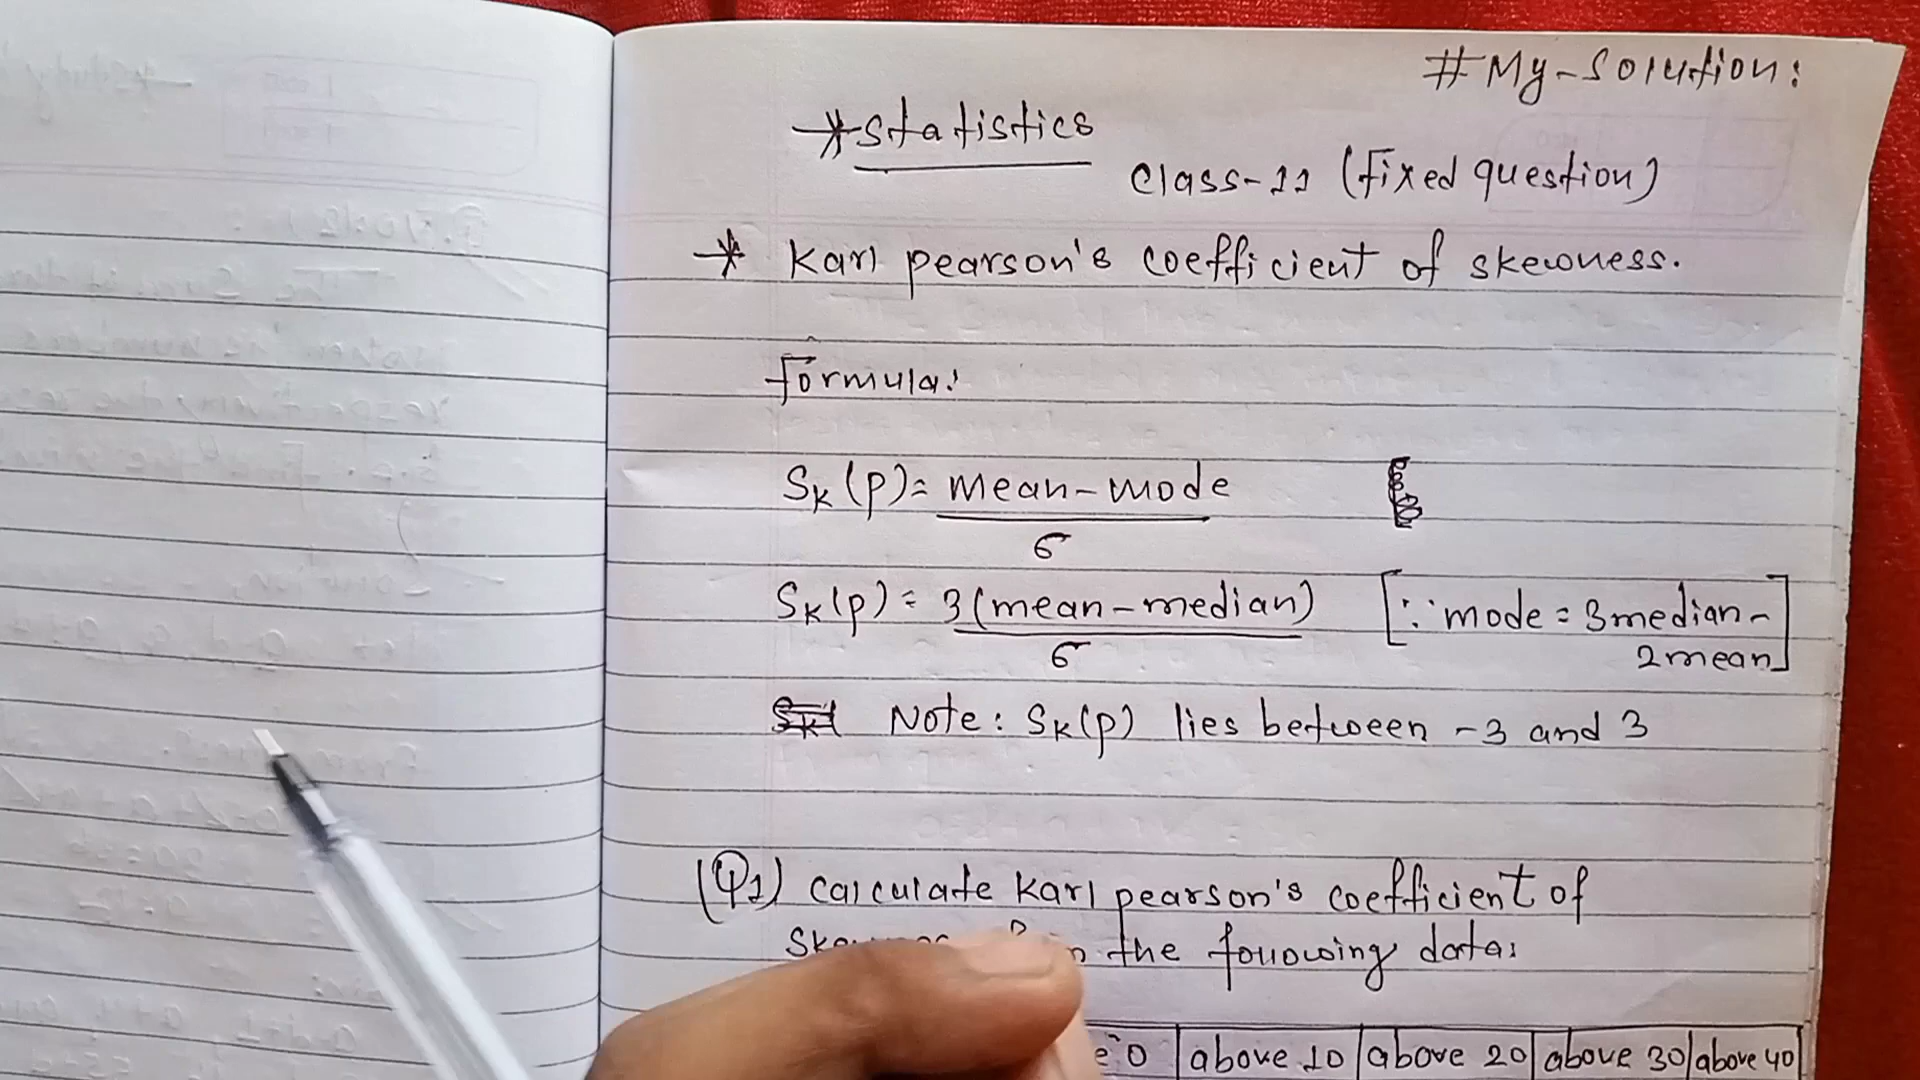 #My-Solution:
*Statistics
Class-11 (Fixed question)
* Karl pearson's coefficient of skewness.
Formula:
Sk(p)= mean-mode
σ
Sk(p)= 3(mean-median) [∵ mode = 3median-
σ 2mean]
Note: Sk(p) lies between -3 and 3
(Q1) calculate Karl pearson's coefficient of
the following data:
0 | above 10 | above 20 | above 30 | above 40